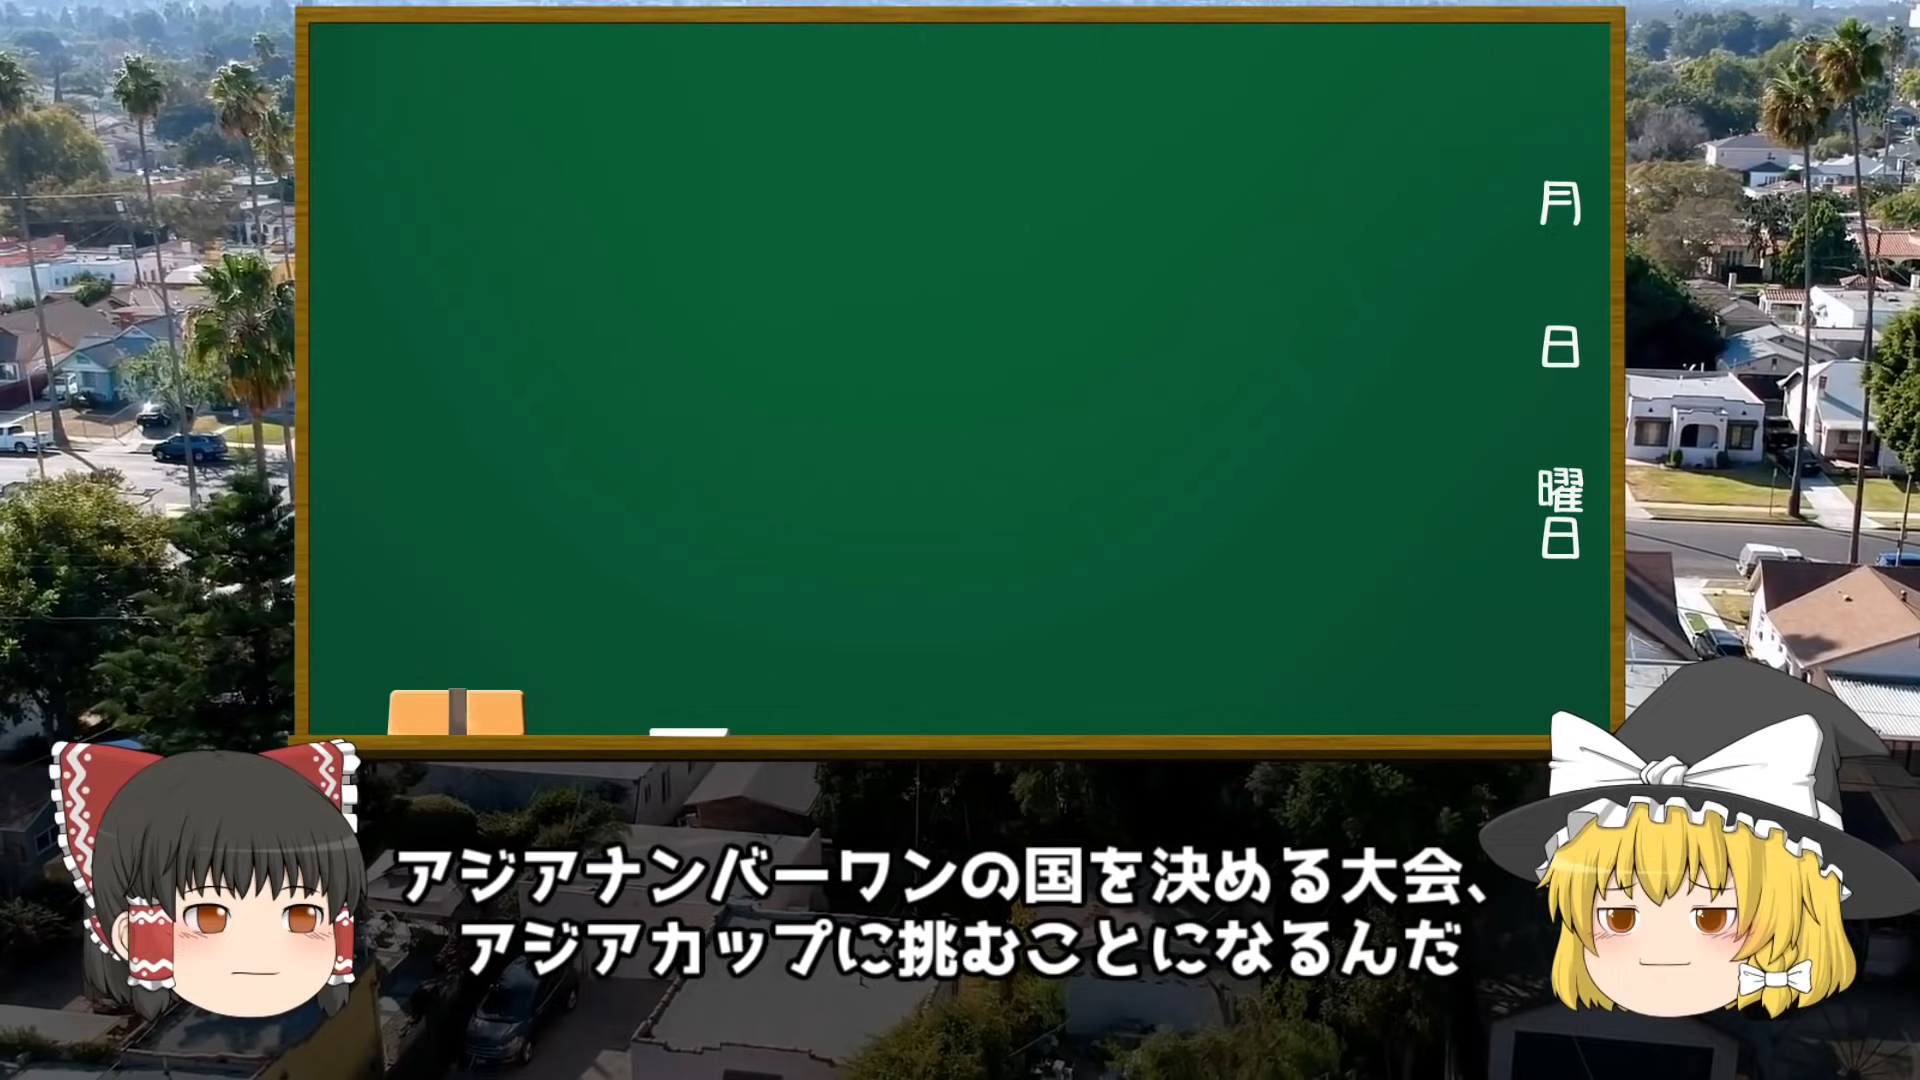 月
日
曜日
アジアナンバーワンの国を決める大会、
アジアカップに挑むことになるんだ